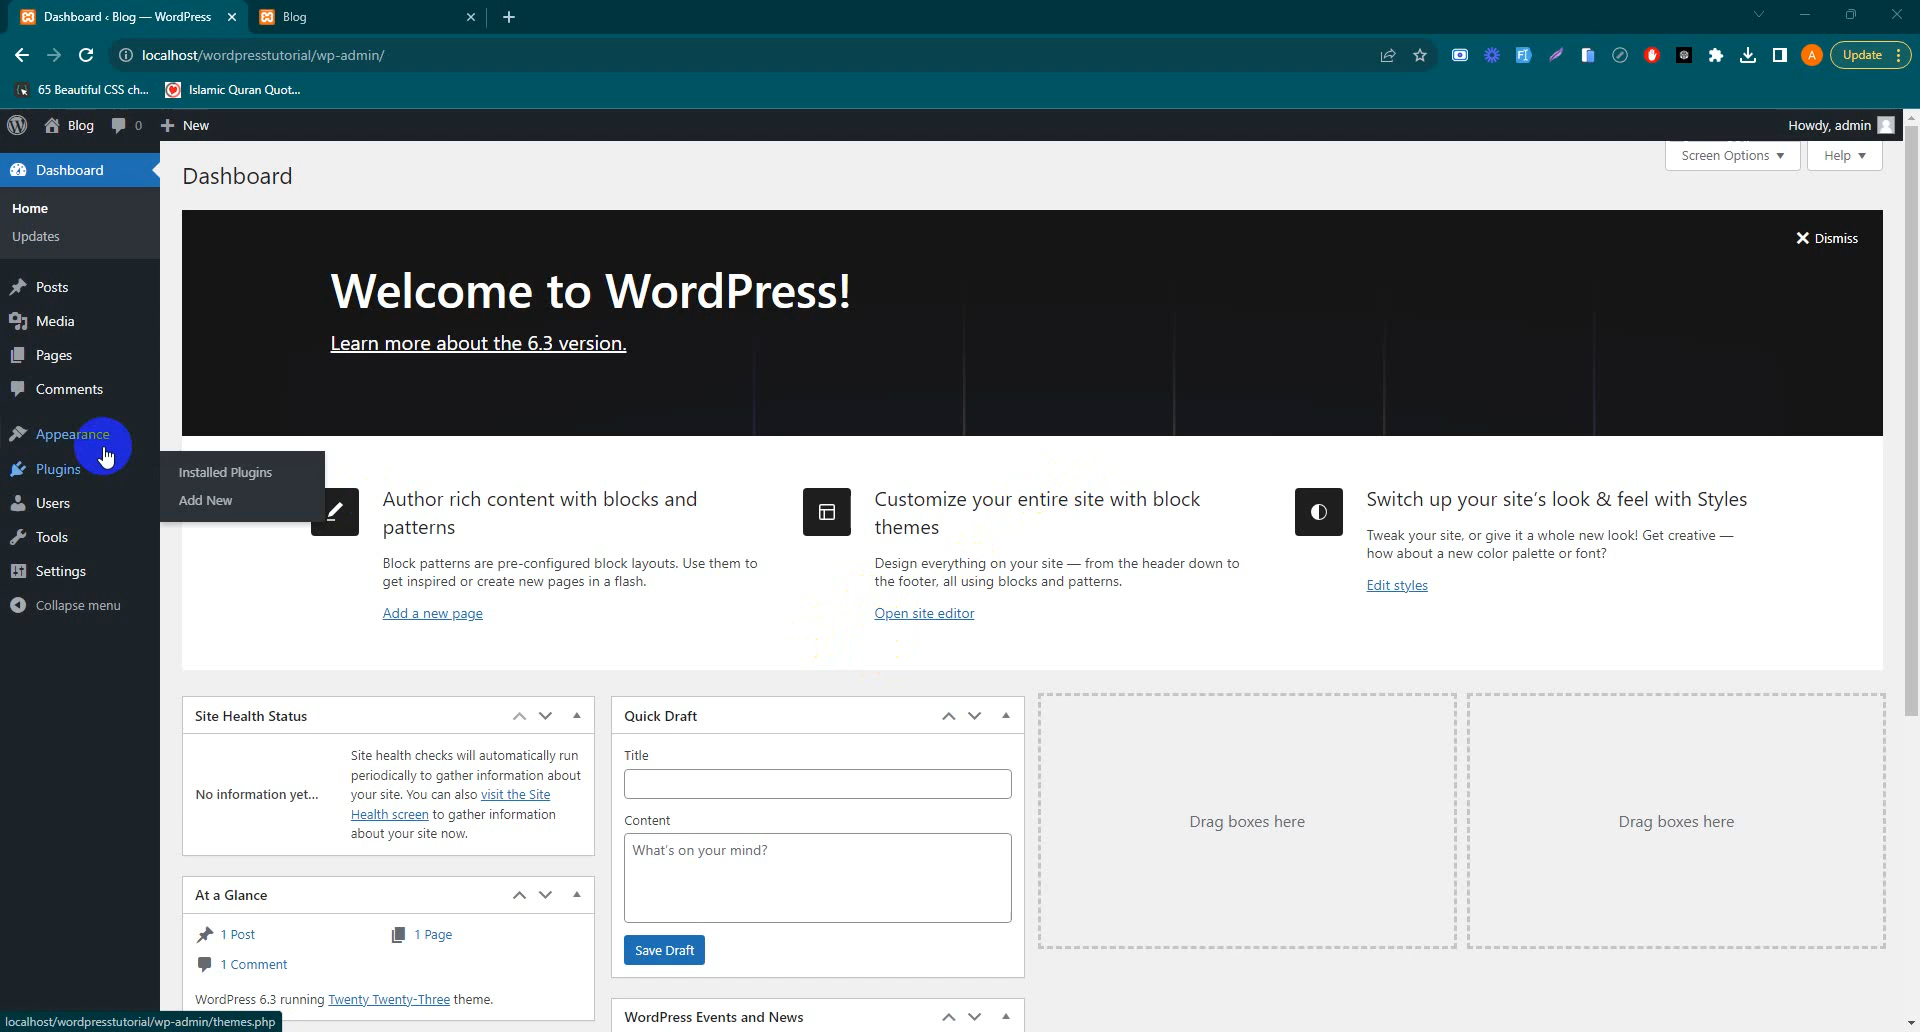 Dashboard ‹ Blog — WordPress
Blog
localhost/wordpresstutorial/wp-admin/
A
Update
65 Beautiful CSS ch...
Islamic Quran Quot...
Blog
0
New
Howdy, admin
Dashboard
Home
Updates
Posts
Media
Pages
Comments
Appearance
Plugins
Installed Plugins
Add New
Users
Tools
Settings
Collapse menu
Dashboard
Screen Options
Help
Dismiss
Welcome to WordPress!
Learn more about the 6.3 version.
Author rich content with blocks and
patterns
Block patterns are pre-configured block layouts. Use them to
get inspired or create new pages in a flash.
Add a new page
Customize your entire site with block
themes
Design everything on your site — from the header down to
the footer, all using blocks and patterns.
Open site editor
Switch up your site's look & feel with Styles
Tweak your site, or give it a whole new look! Get creative —
how about a new color palette or font?
Edit styles
Site Health Status
No information yet...
Site health checks will automatically run
periodically to gather information about
your site. You can also visit the Site
Health screen to gather information
about your site now.
At a Glance
1 Post
1 Page
1 Comment
WordPress 6.3 running Twenty Twenty-Three theme.
Quick Draft
Title
Content
What's on your mind?
Save Draft
WordPress Events and News
Drag boxes here
Drag boxes here
localhost/wordpresstutorial/wp-admin/themes.php